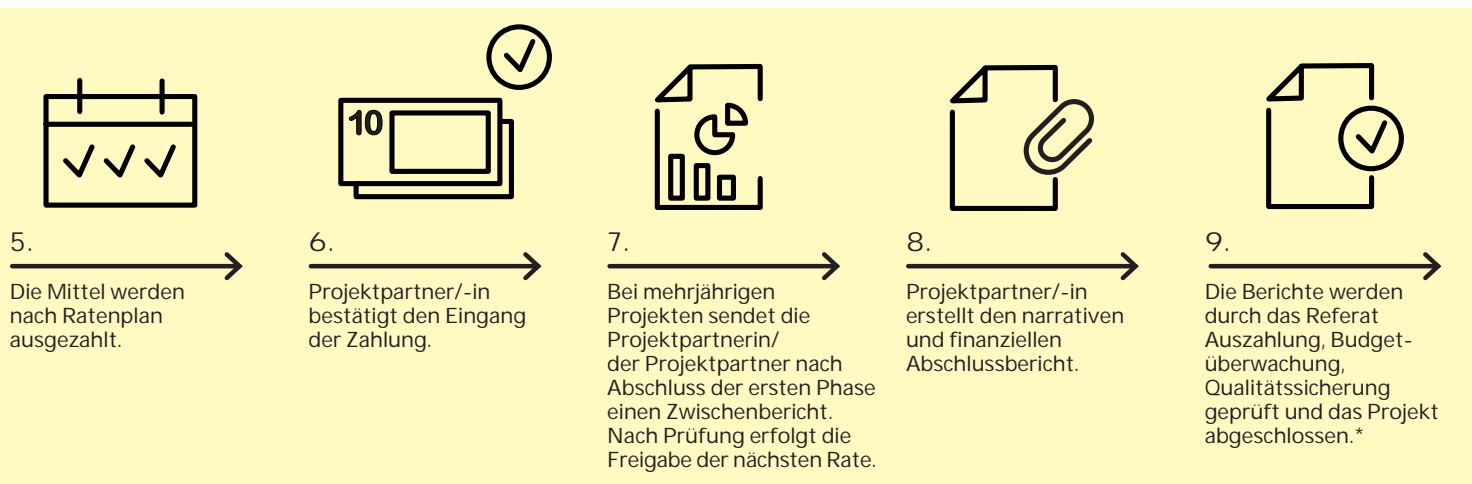 10
5.
Die Mittel werden
nach Ratenplan
ausgezahlt.
6.
Projektpartner/-in
bestätigt den Eingang
der Zahlung.
7.
Bei mehrjährigen
Projekten sendet die
Projektpartnerin/
der Projektpartner nach
Abschluss der ersten Phase
einen Zwischenbericht.
Nach Prüfung erfolgt die
Freigabe der nächsten Rate.
8.
Projektpartner/-in
erstellt den narrativen
und finanziellen
Abschlussbericht.
9.
Die Berichte werden
durch das Referat
Auszahlung, Budget-
überwachung,
Qualitätssicherung
geprüft und das Projekt
abgeschlossen.*